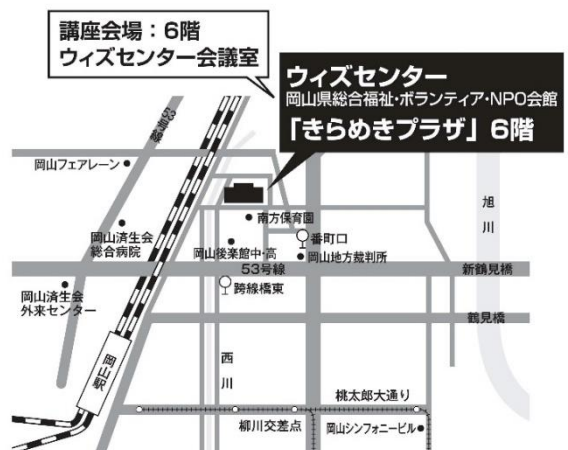 講座会場：6階
ウィズセンター会議室
ウィズセンター
岡山県総合福祉・ボランティア・NPO会館
「きらめきプラザ」6階
53号線
岡山フェアレーン
旭川
南方保育園
岡山済生会
総合病院
番町口
岡山後楽館中・高
岡山地方裁判所
53号線
新鶴見橋
跨線橋東
岡山済生会
外来センター
鶴見橋
岡山駅
西川
桃太郎大通り
柳川交差点
岡山シンフォニービル